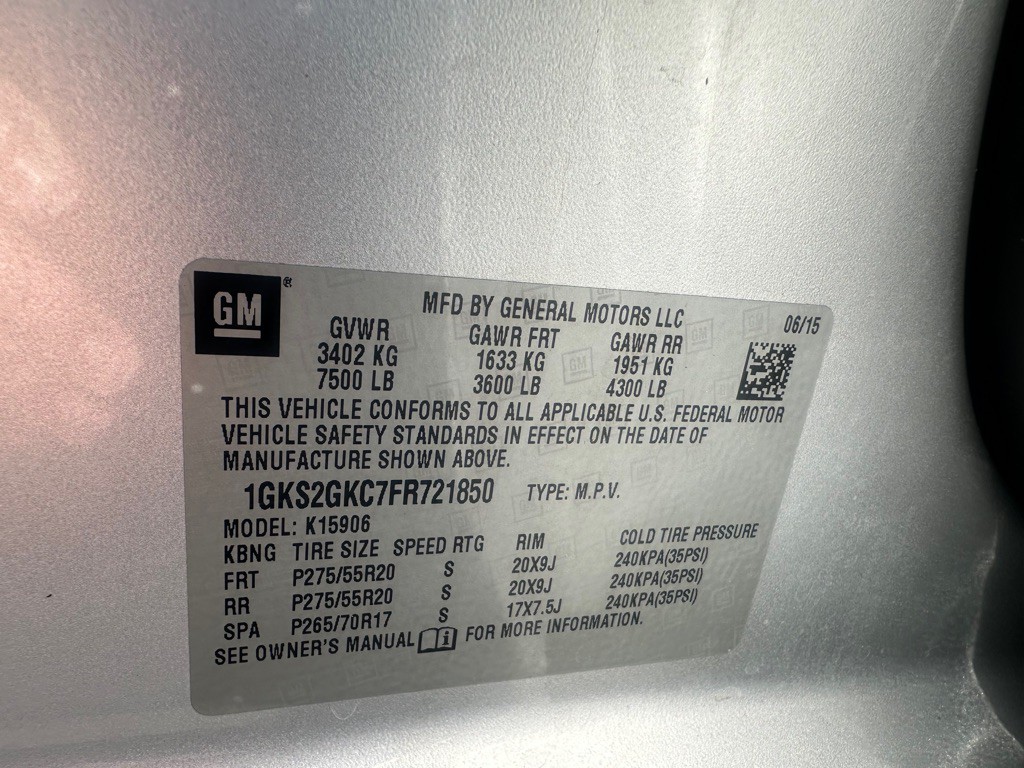 GM ®
MFD BY GENERAL MOTORS LLC 06/15
GVWR GAWR FRT GAWR RR
3402 KG 1633 KG 1951 KG
7500 LB 3600 LB 4300 LB
THIS VEHICLE CONFORMS TO ALL APPLICABLE U.S. FEDERAL MOTOR
VEHICLE SAFETY STANDARDS IN EFFECT ON THE DATE OF
MANUFACTURE SHOWN ABOVE.
1GKS2GKC7FR721850 TYPE: M.P.V.
MODEL: K15906
KBNG TIRE SIZE SPEED RTG RIM COLD TIRE PRESSURE
FRT P275/55R20 S 20X9J 240KPA(35PSI)
RR P275/55R20 S 20X9J 240KPA(35PSI)
SPA P265/70R17 S 17X7.5J 240KPA(35PSI)
SEE OWNER'S MANUAL i FOR MORE INFORMATION.